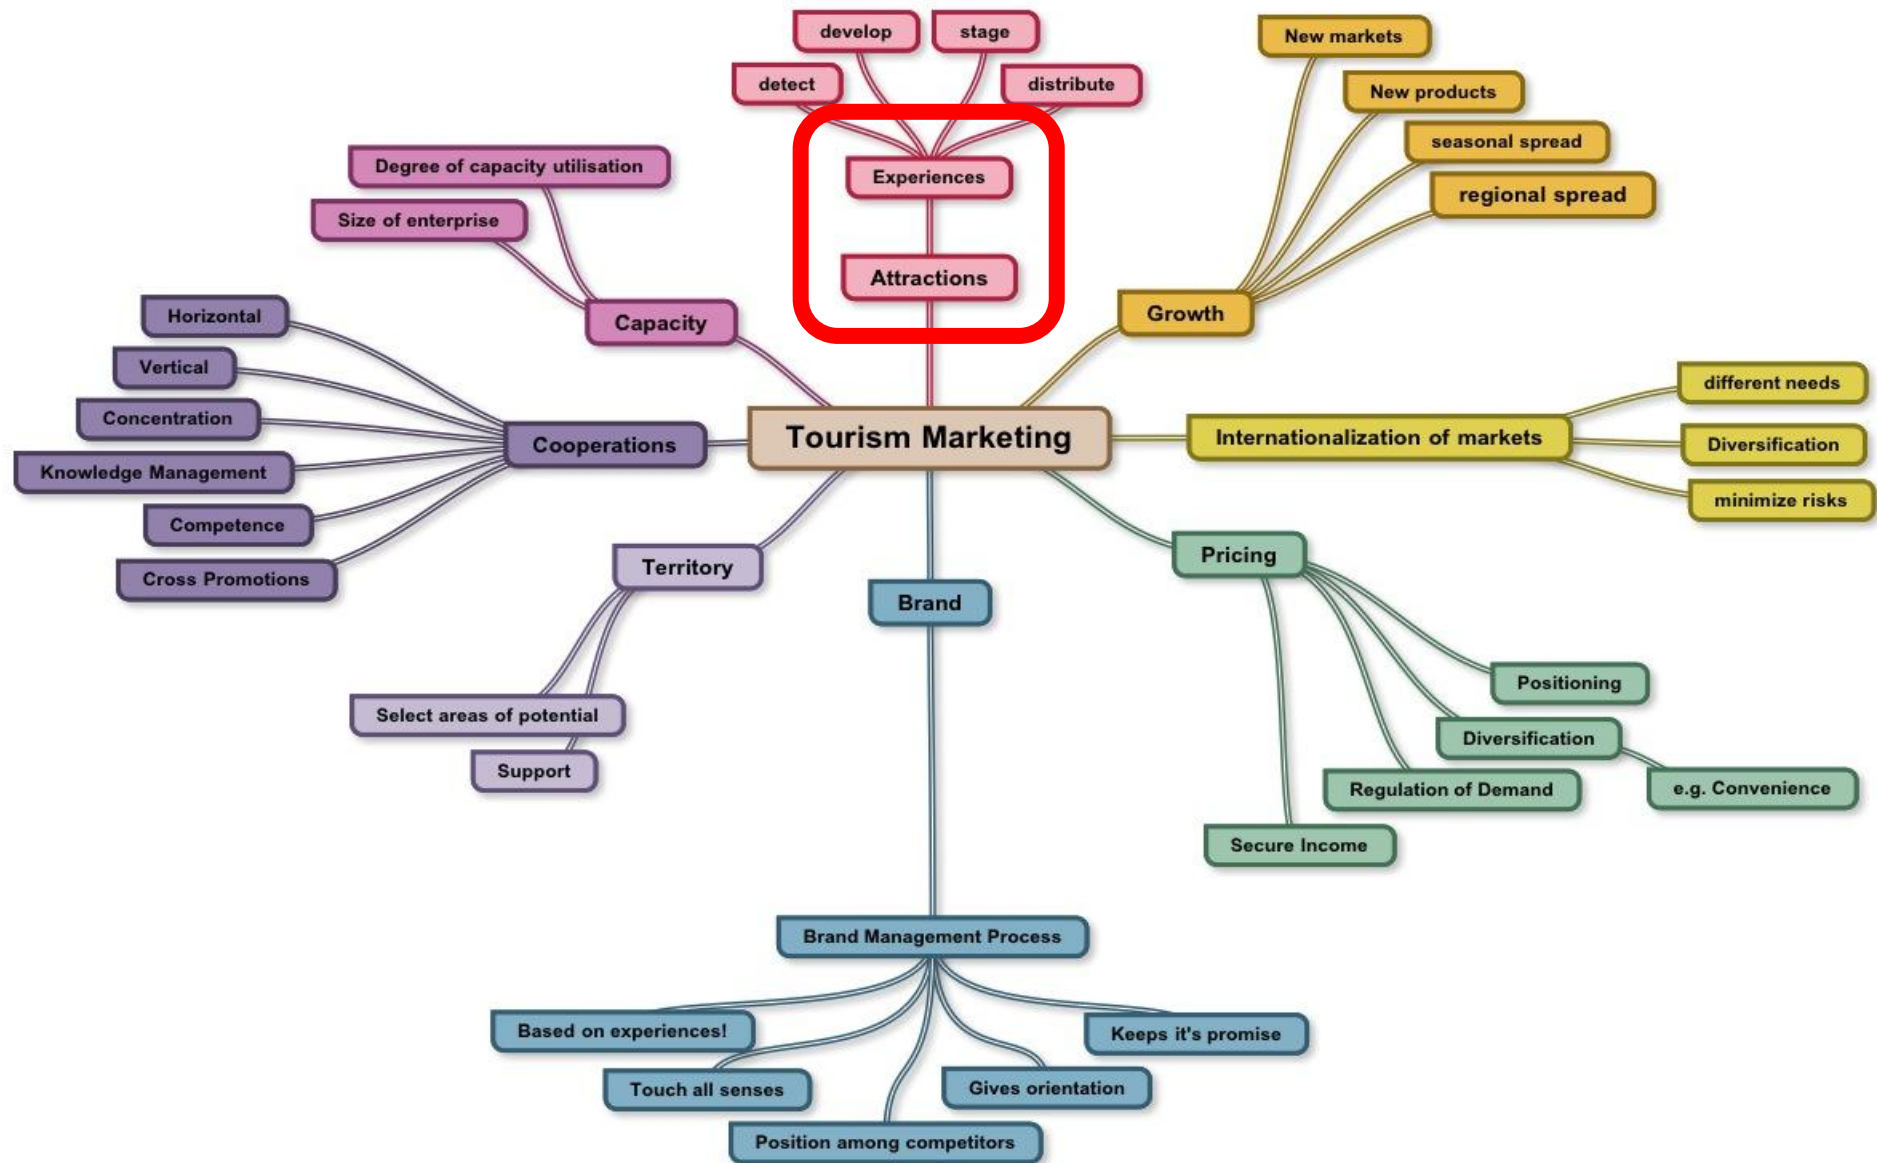 develop
stage
detect
distribute
Experiences
Attractions
New markets
New products
seasonal spread
regional spread
Growth
Degree of capacity utilisation
Size of enterprise
Capacity
Horizontal
Vertical
Concentration
Knowledge Management
Competence
Cross Promotions
Cooperations
Tourism Marketing
Internationalization of markets
different needs
Diversification
minimize risks
Territory
Select areas of potential
Support
Pricing
Positioning
Diversification
e.g. Convenience
Regulation of Demand
Secure Income
Brand
Brand Management Process
Based on experiences!
Touch all senses
Position among competitors
Gives orientation
Keeps it's promise